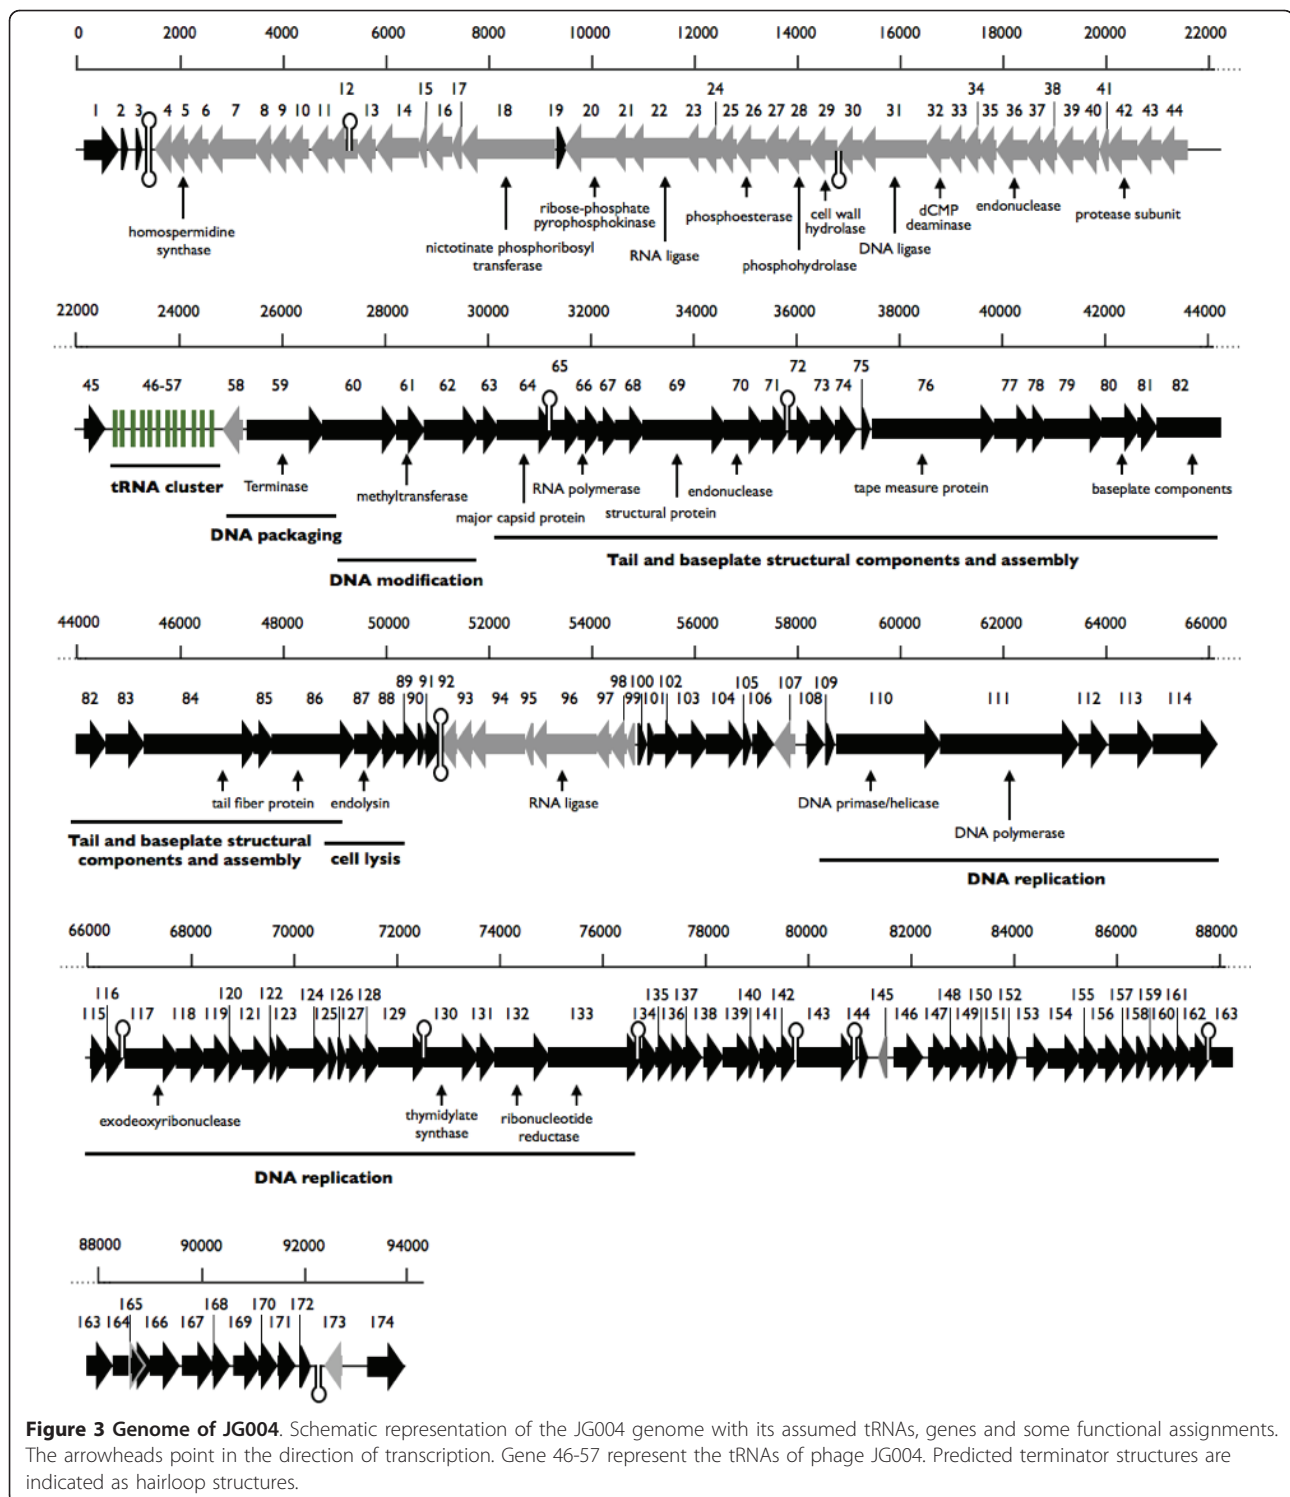 0 2000 4000 6000 8000 10000 12000 14000 16000 18000 20000 22000
12 15 17 24 34 38 41
1 2 3 4 5 6 7 8 9 10 11 13 14 16 18 19 20 21 22 23 25 26 27 28 29 30 31 32 33 35 36 37 39 40 42 43 44
homospermidine
synthase
nictotinate phosphoribosyl
transferase
ribose-phosphate
pyrophosphokinase
RNA ligase
phosphoesterase
phosphohydrolase
cell wall
hydrolase
DNA ligase
dCMP
deaminase
endonuclease
protease subunit
22000 24000 26000 28000 30000 32000 34000 36000 38000 40000 42000 44000
65 72 75
45 46-57 58 59 60 61 62 63 64 66 67 68 69 70 71 73 74 76 77 78 79 80 81 82
tRNA cluster
Terminase
methyltransferase
major capsid protein
RNA polymerase
structural protein
endonuclease
tape measure protein
baseplate components
DNA packaging
DNA modification
Tail and baseplate structural components and assembly
44000 46000 48000 50000 52000 54000 56000 58000 60000 62000 64000 66000
89 91 92 98 100 102 105 107 109
82 83 84 85 86 87 88 90 93 94 95 96 97 99 101 103 104 106 108 110 111 112 113 114
tail fiber protein
endolysin
RNA ligase
DNA primase/helicase
DNA polymerase
Tail and baseplate structural
components and assembly
cell lysis
DNA replication
66000 68000 70000 72000 74000 76000 78000 80000 82000 84000 86000 88000
116 120 122 124 126 128 135 137 140 142 145 148 150 152 155 157 159 161
115 117 118 119 121 123 125 127 129 130 131 132 133 134 136 138 139 141 143 144 146 147 149 151 153 154 156 158 160 162 163
exodeoxyribonuclease
thymidylate
synthase
ribonucleotide
reductase
DNA replication
88000 90000 92000 94000
165 168 170 172
163 164 166 167 169 171 173 174
Figure 3 Genome of JG004. Schematic representation of the JG004 genome with its assumed tRNAs, genes and some functional assignments.
The arrowheads point in the direction of transcription. Gene 46-57 represent the tRNAs of phage JG004. Predicted terminator structures are
indicated as hairloop structures.